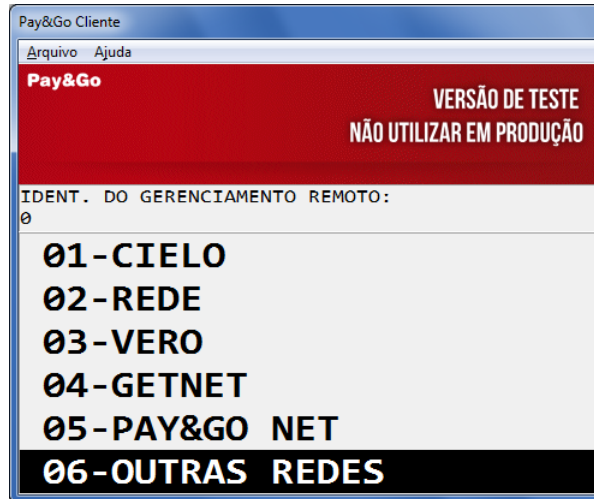 Pay&Go Cliente
Arquivo Ajuda
Pay&Go
VERSÃO DE TESTE
NÃO UTILIZAR EM PRODUÇÃO
IDENT. DO GERENCIAMENTO REMOTO:
0
01-CIELO
02-REDE
03-VERO
04-GETNET
05-PAY&GO NET
06-OUTRAS REDES